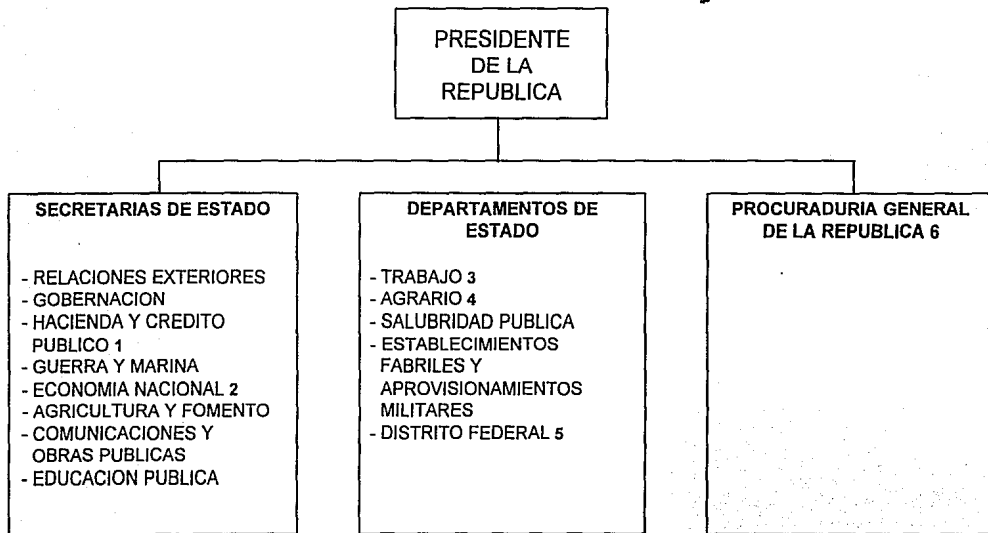 PRESIDENTE
DE LA
REPUBLICA
SECRETARIAS DE ESTADO
- RELACIONES EXTERIORES
- GOBERNACION
- HACIENDA Y CREDITO
PUBLICO 1
- GUERRA Y MARINA
- ECONOMIA NACIONAL 2
- AGRICULTURA Y FOMENTO
- COMUNICACIONES Y
OBRAS PUBLICAS
- EDUCACION PUBLICA
DEPARTAMENTOS DE
ESTADO
- TRABAJO 3
- AGRARIO 4
- SALUBRIDAD PUBLICA
- ESTABLECIMIENTOS
FABRILES Y
APROVISIONAMIENTOS
MILITARES
- DISTRITO FEDERAL 5
PROCURADURIA GENERAL
DE LA REPUBLICA 6